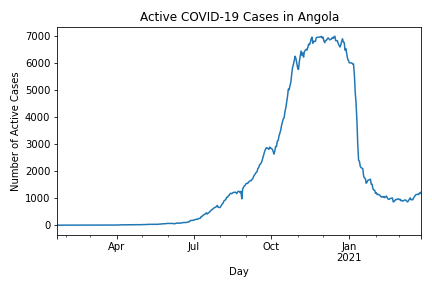 Active COVID-19 Cases in Angola
7000
6000
5000
4000
3000
2000
1000
0
Number of Active Cases
Apr
Jul
Oct
Jan
2021
Day